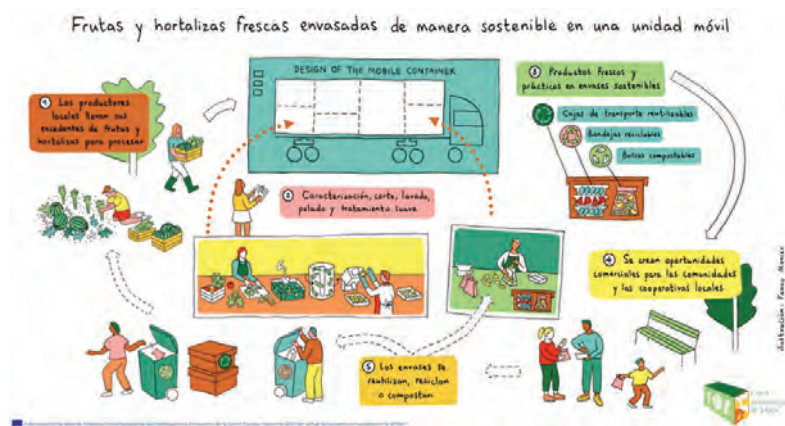 Frutas y hortalizas frescas envasadas de manera sostenible en una unidad móvil
DESIGN OF THE MOBILE CONTAINER
1 Los productores
locales llevan sus
excedentes de frutas y
hortalizas para procesar
2 Caracterización, corte, lavado,
pelado y tratamiento suave
3 Productos frescos y
prácticos en envases sostenibles
Cajas de transporte reutilizables
Bandejas reciclables
Bolsas compostables
4 Se crean oportunidades
comerciales para las comunidades
y las cooperativas locales
5 Los envases se
reutilizan, reciclan
o compostan
Ilustración: